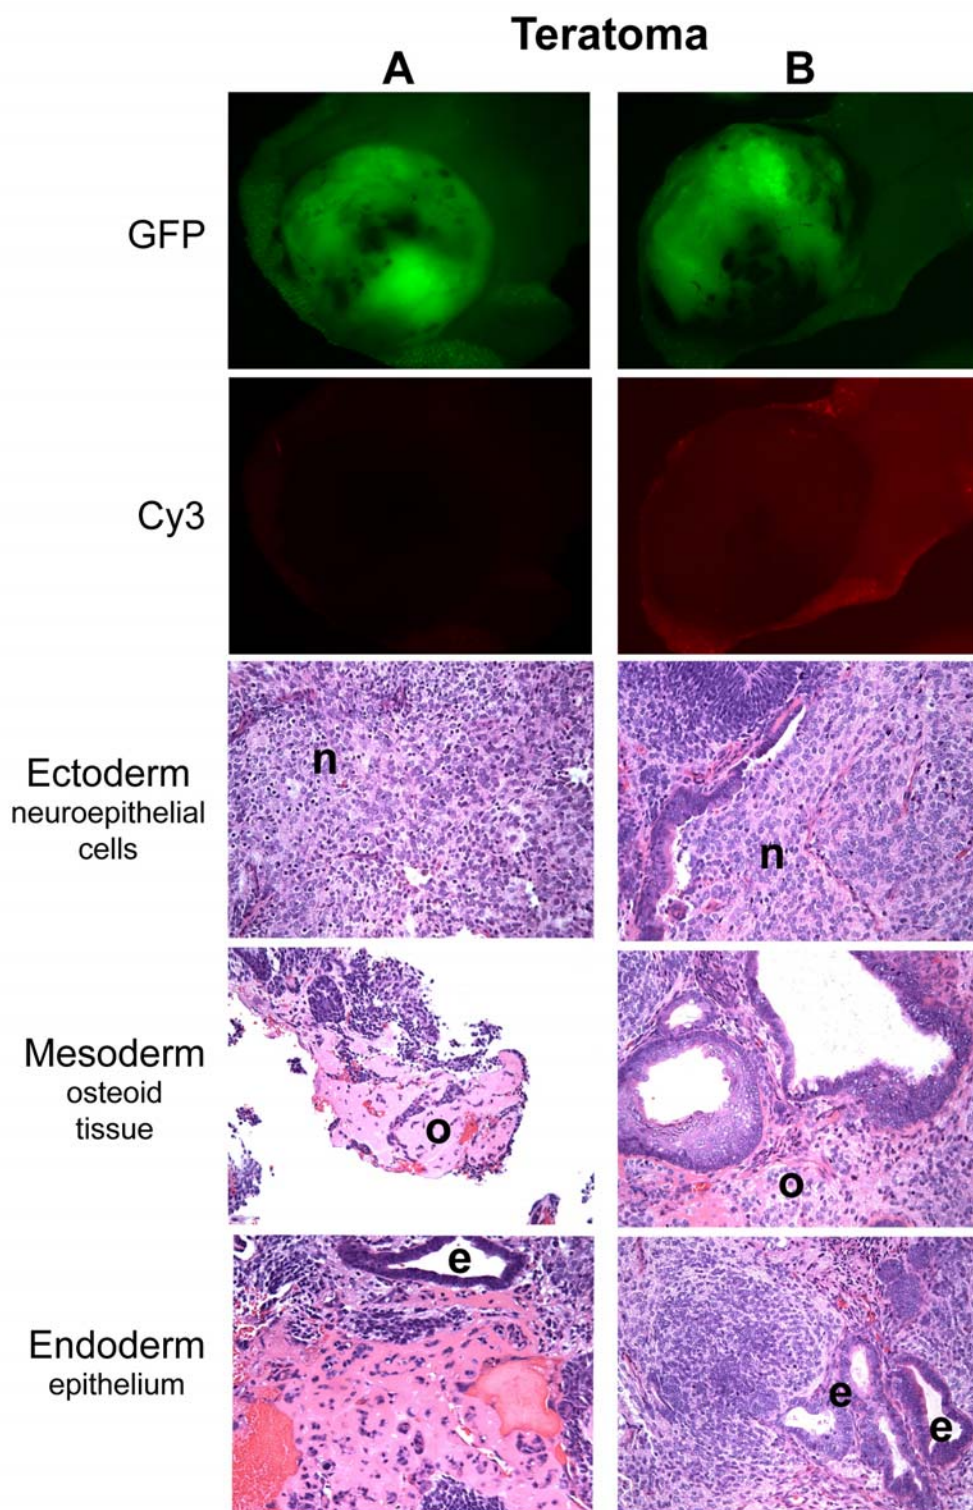 Teratoma
A
B
GFP
Cy3
Ectoderm
neuroepithelial
cells
n
n
Mesoderm
osteoid
tissue
o
o
Endoderm
epithelium
e
e
e